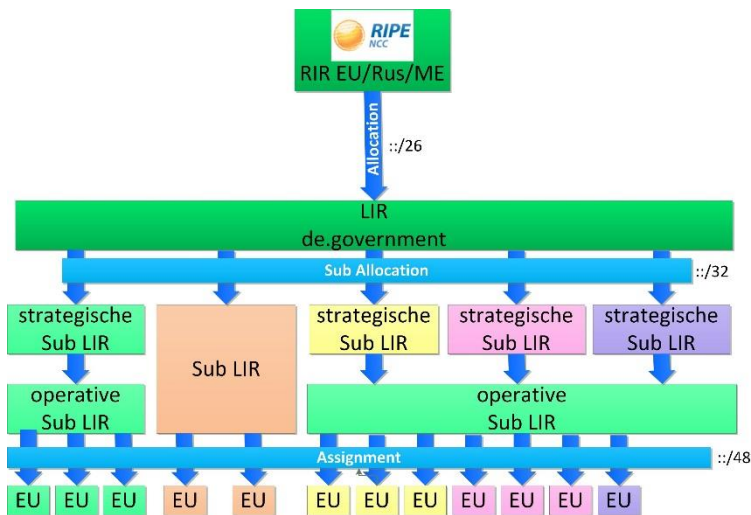 RIPE
NCC
RIR EU/Rus/ME
Allocation
::/26
LIR
de.government
Sub Allocation
::/32
strategische
Sub LIR
Sub LIR
strategische
Sub LIR
strategische
Sub LIR
strategische
Sub LIR
operative
Sub LIR
operative
Sub LIR
Assignment
::/48
EU EU EU EU EU EU EU EU EU EU EU EU